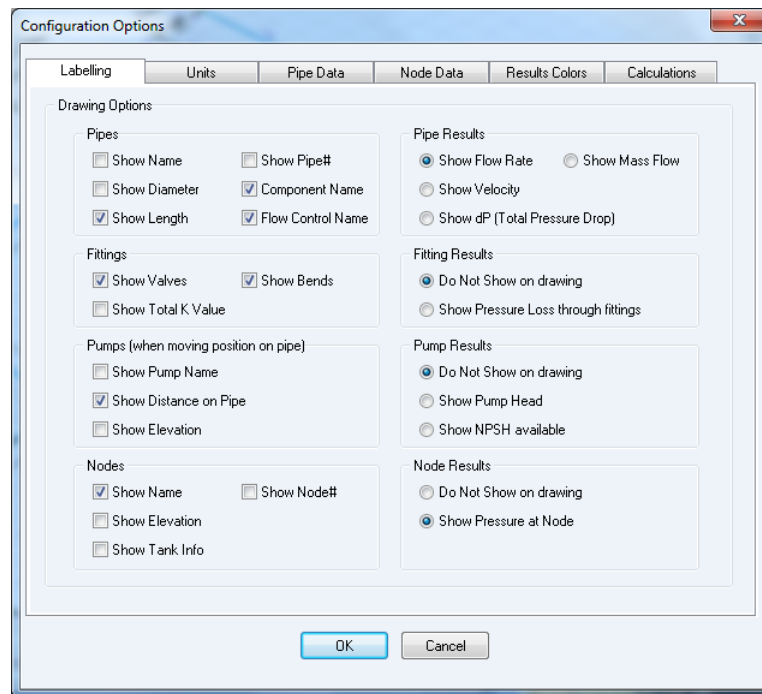 Configuration Options
Labelling Units Pipe Data Node Data Results Colors Calculations
Drawing Options
Pipes
Show Name Show Pipe#
Show Diameter Component Name
Show Length Flow Control Name
Pipe Results
Show Flow Rate Show Mass Flow
Show Velocity
Show dP (Total Pressure Drop)
Fittings
Show Valves Show Bends
Show Total K Value
Fitting Results
Do Not Show on drawing
Show Pressure Loss through fittings
Pumps (when moving position on pipe)
Show Pump Name
Show Distance on Pipe
Show Elevation
Pump Results
Do Not Show on drawing
Show Pump Head
Show NPSH available
Nodes
Show Name Show Node#
Show Elevation
Show Tank Info
Node Results
Do Not Show on drawing
Show Pressure at Node
OK Cancel